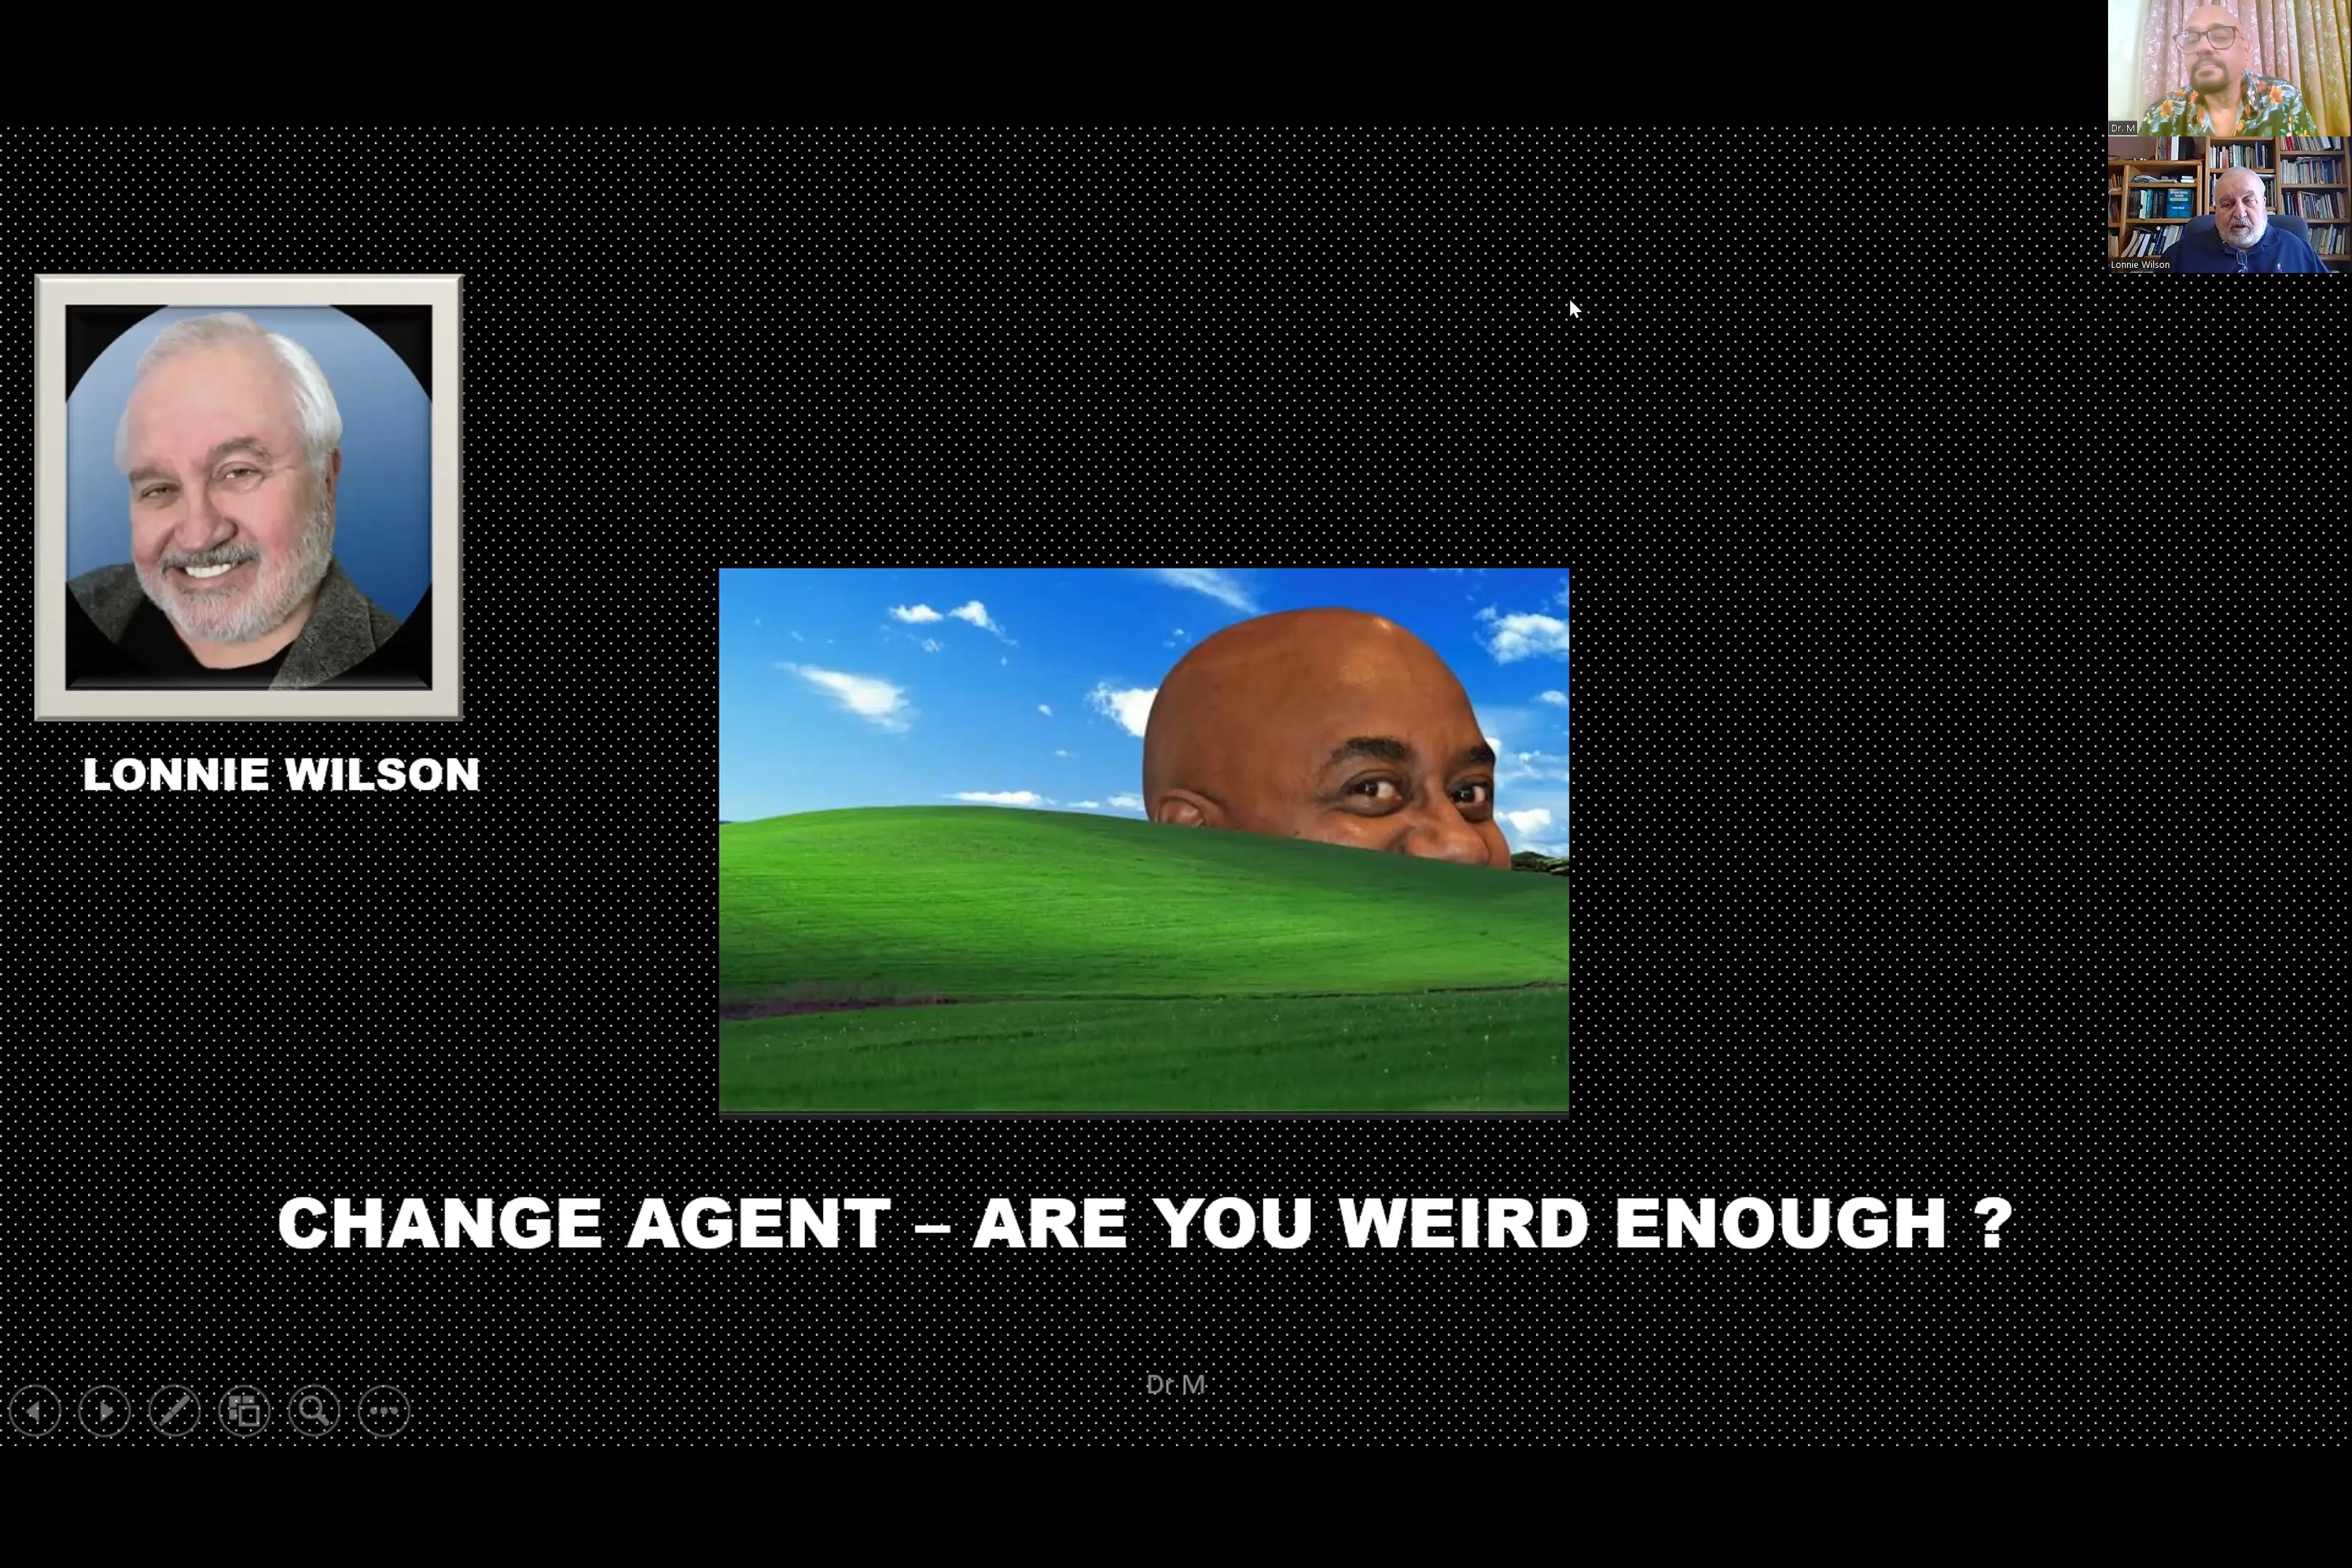 Dr. M
Lonnie Wilson
LONNIE WILSON
CHANGE AGENT – ARE YOU WEIRD ENOUGH ?
Dr M